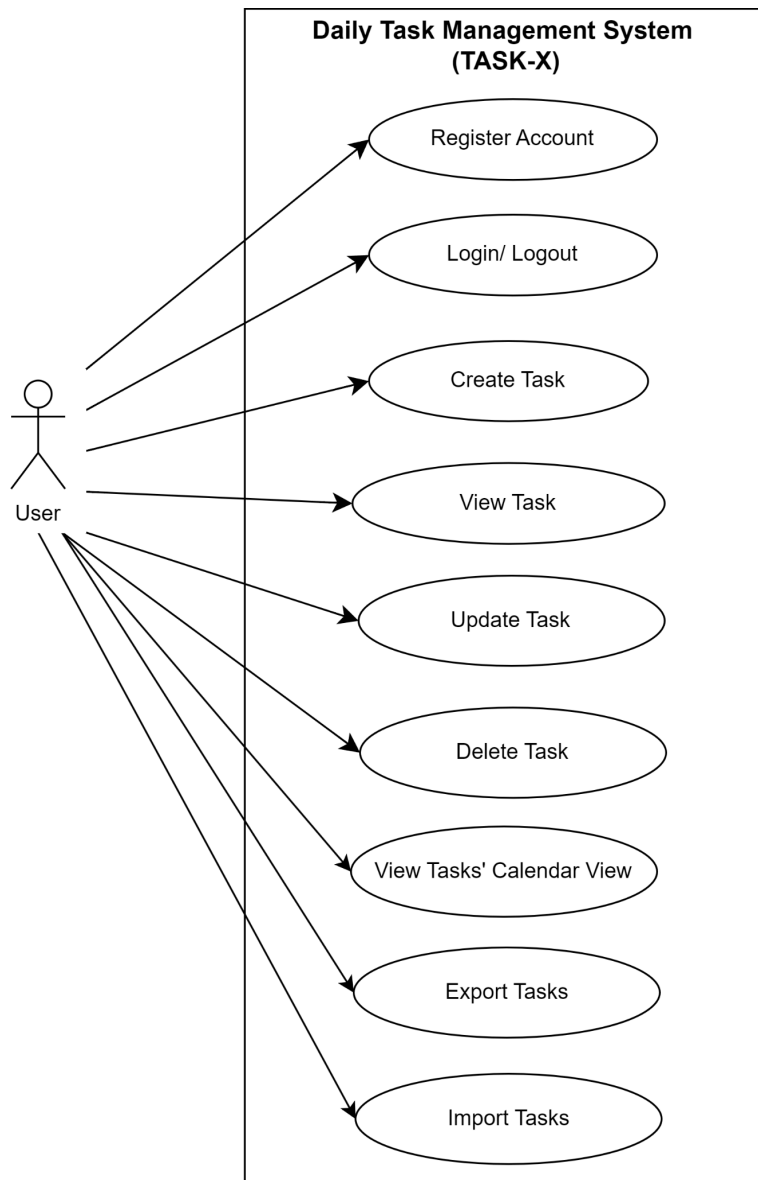 Daily Task Management System
(TASK-X)
Register Account
Login/ Logout
Create Task
View Task
User
Update Task
Delete Task
View Tasks' Calendar View
Export Tasks
Import Tasks